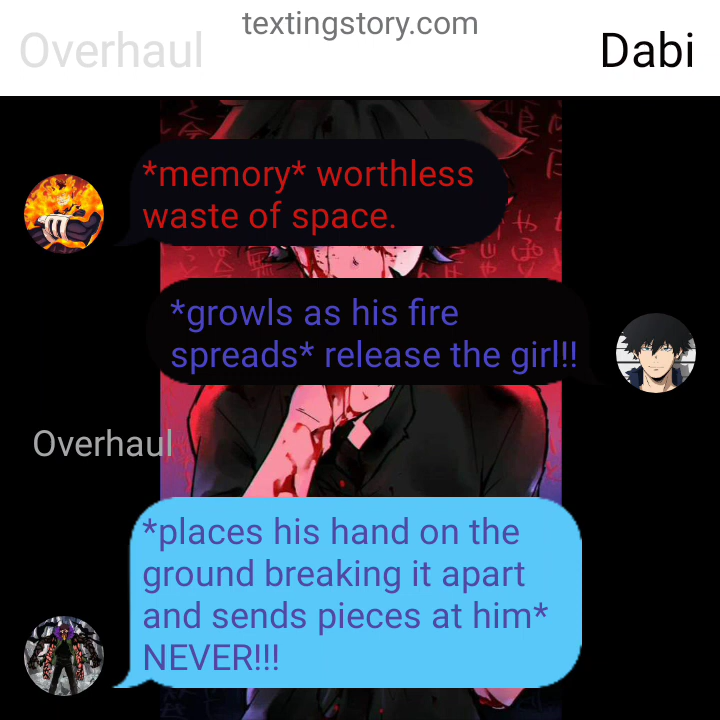 textingstory.com
Overhaul
Dabi
*memory* worthless
waste of space.
*growls as his fire
spreads* release the girl!!
Overhaul
*places his hand on the
ground breaking it apart
and sends pieces at him*
NEVER!!!